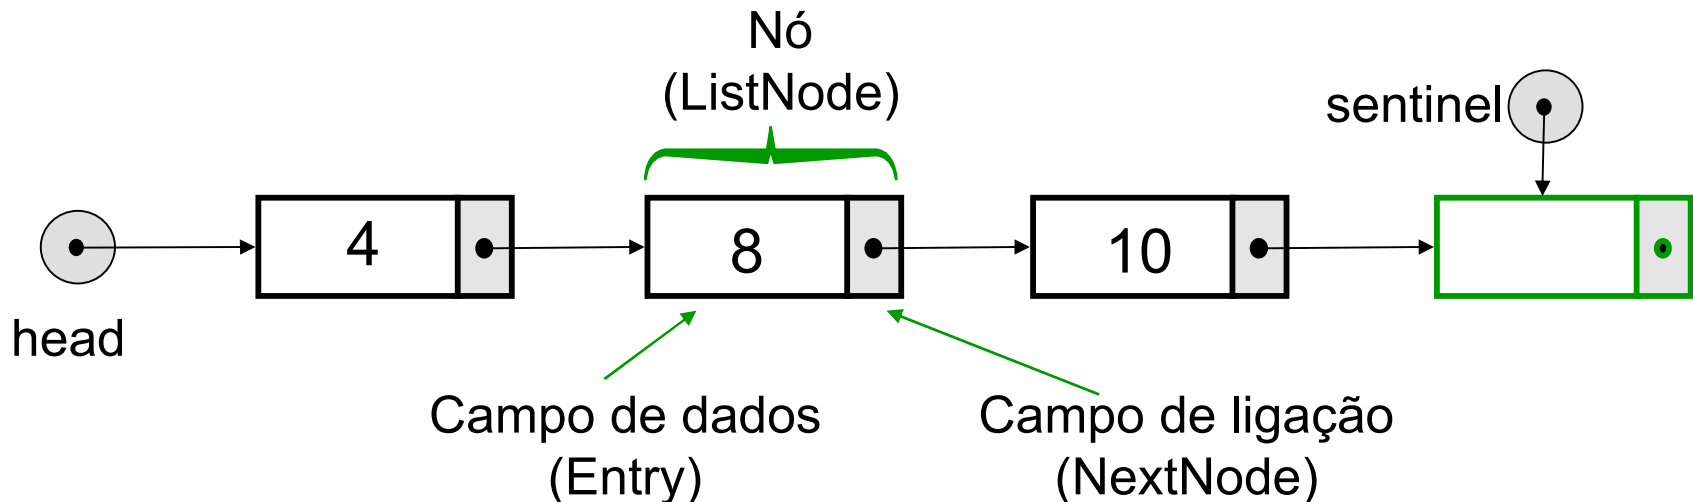 Nó
(ListNode)
sentinel
4
8
10
head
Campo de dados
(Entry)
Campo de ligação
(NextNode)